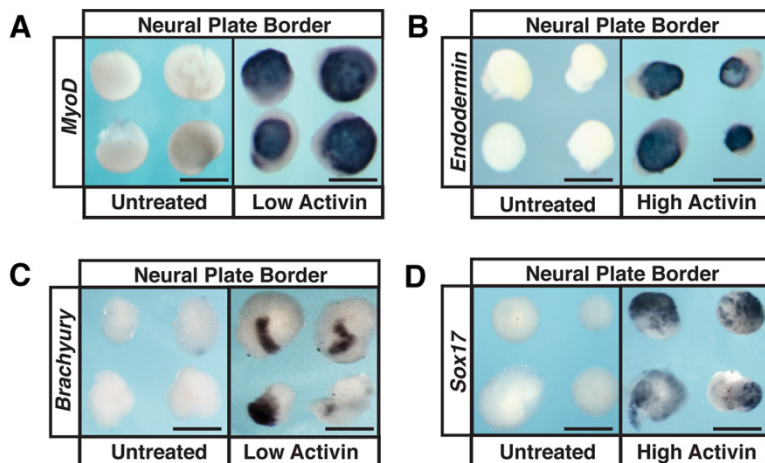 A
Neural Plate Border
MyoD
Untreated
Low Activin
B
Neural Plate Border
Endodermin
Untreated
High Activin
C
Neural Plate Border
Brachyury
Untreated
Low Activin
D
Neural Plate Border
Sox17
Untreated
High Activin